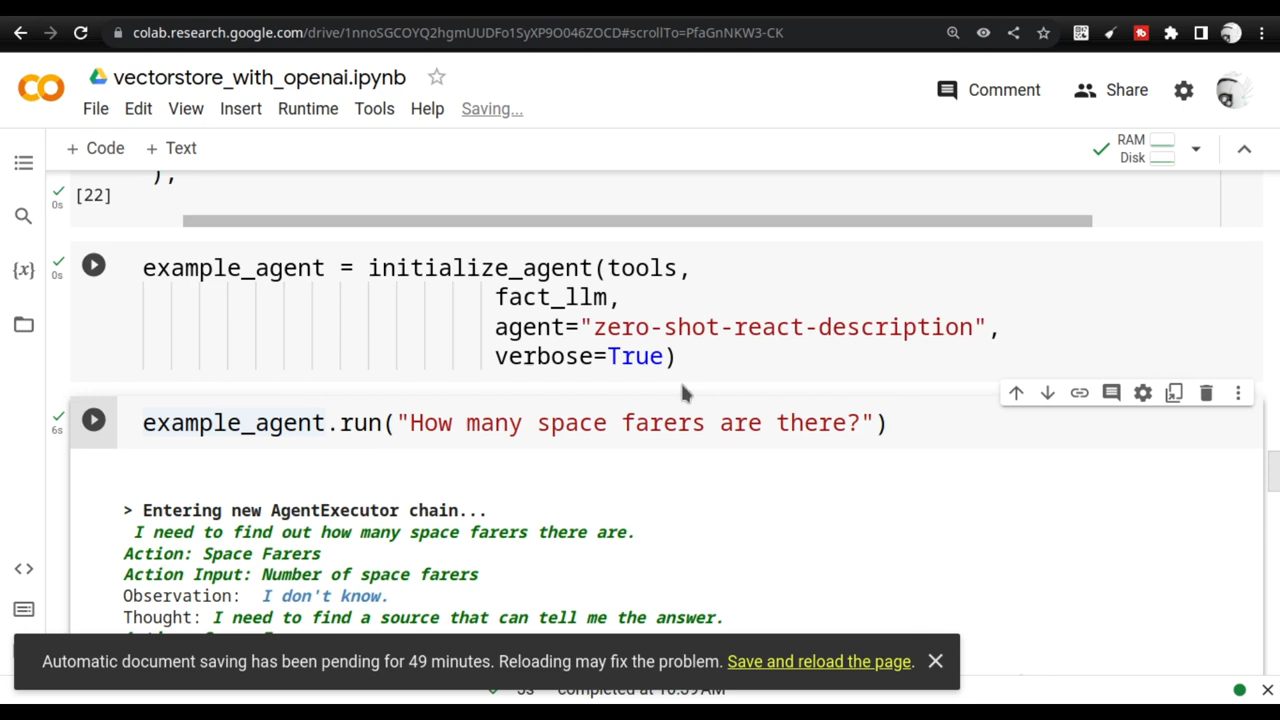 colab.research.google.com/drive/1nnoSGCOYQ2hgmUUDFo1SyXP9O046ZOCD#scrollTo=PfaGnNKW3-CK
vectorstore_with_openai.ipynb
File Edit View Insert Runtime Tools Help Saving...
Comment
Share
+ Code + Text
RAM
Disk
),
[22]
0s
example_agent = initialize_agent(tools,
0s
fact_llm,
agent="zero-shot-react-description",
verbose=True)
example_agent.run("How many space farers are there?")
6s
> Entering new AgentExecutor chain...
I need to find out how many space farers there are.
Action: Space Farers
Action Input: Number of space farers
Observation: I don't know.
Thought: I need to find a source that can tell me the answer.
Automatic document saving has been pending for 49 minutes. Reloading may fix the problem. Save and reload the page.
completed at 10:59AM